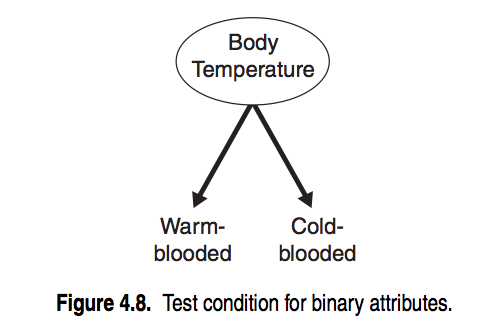 Body
Temperature
Warm-
blooded
Cold-
blooded
Figure 4.8. Test condition for binary attributes.